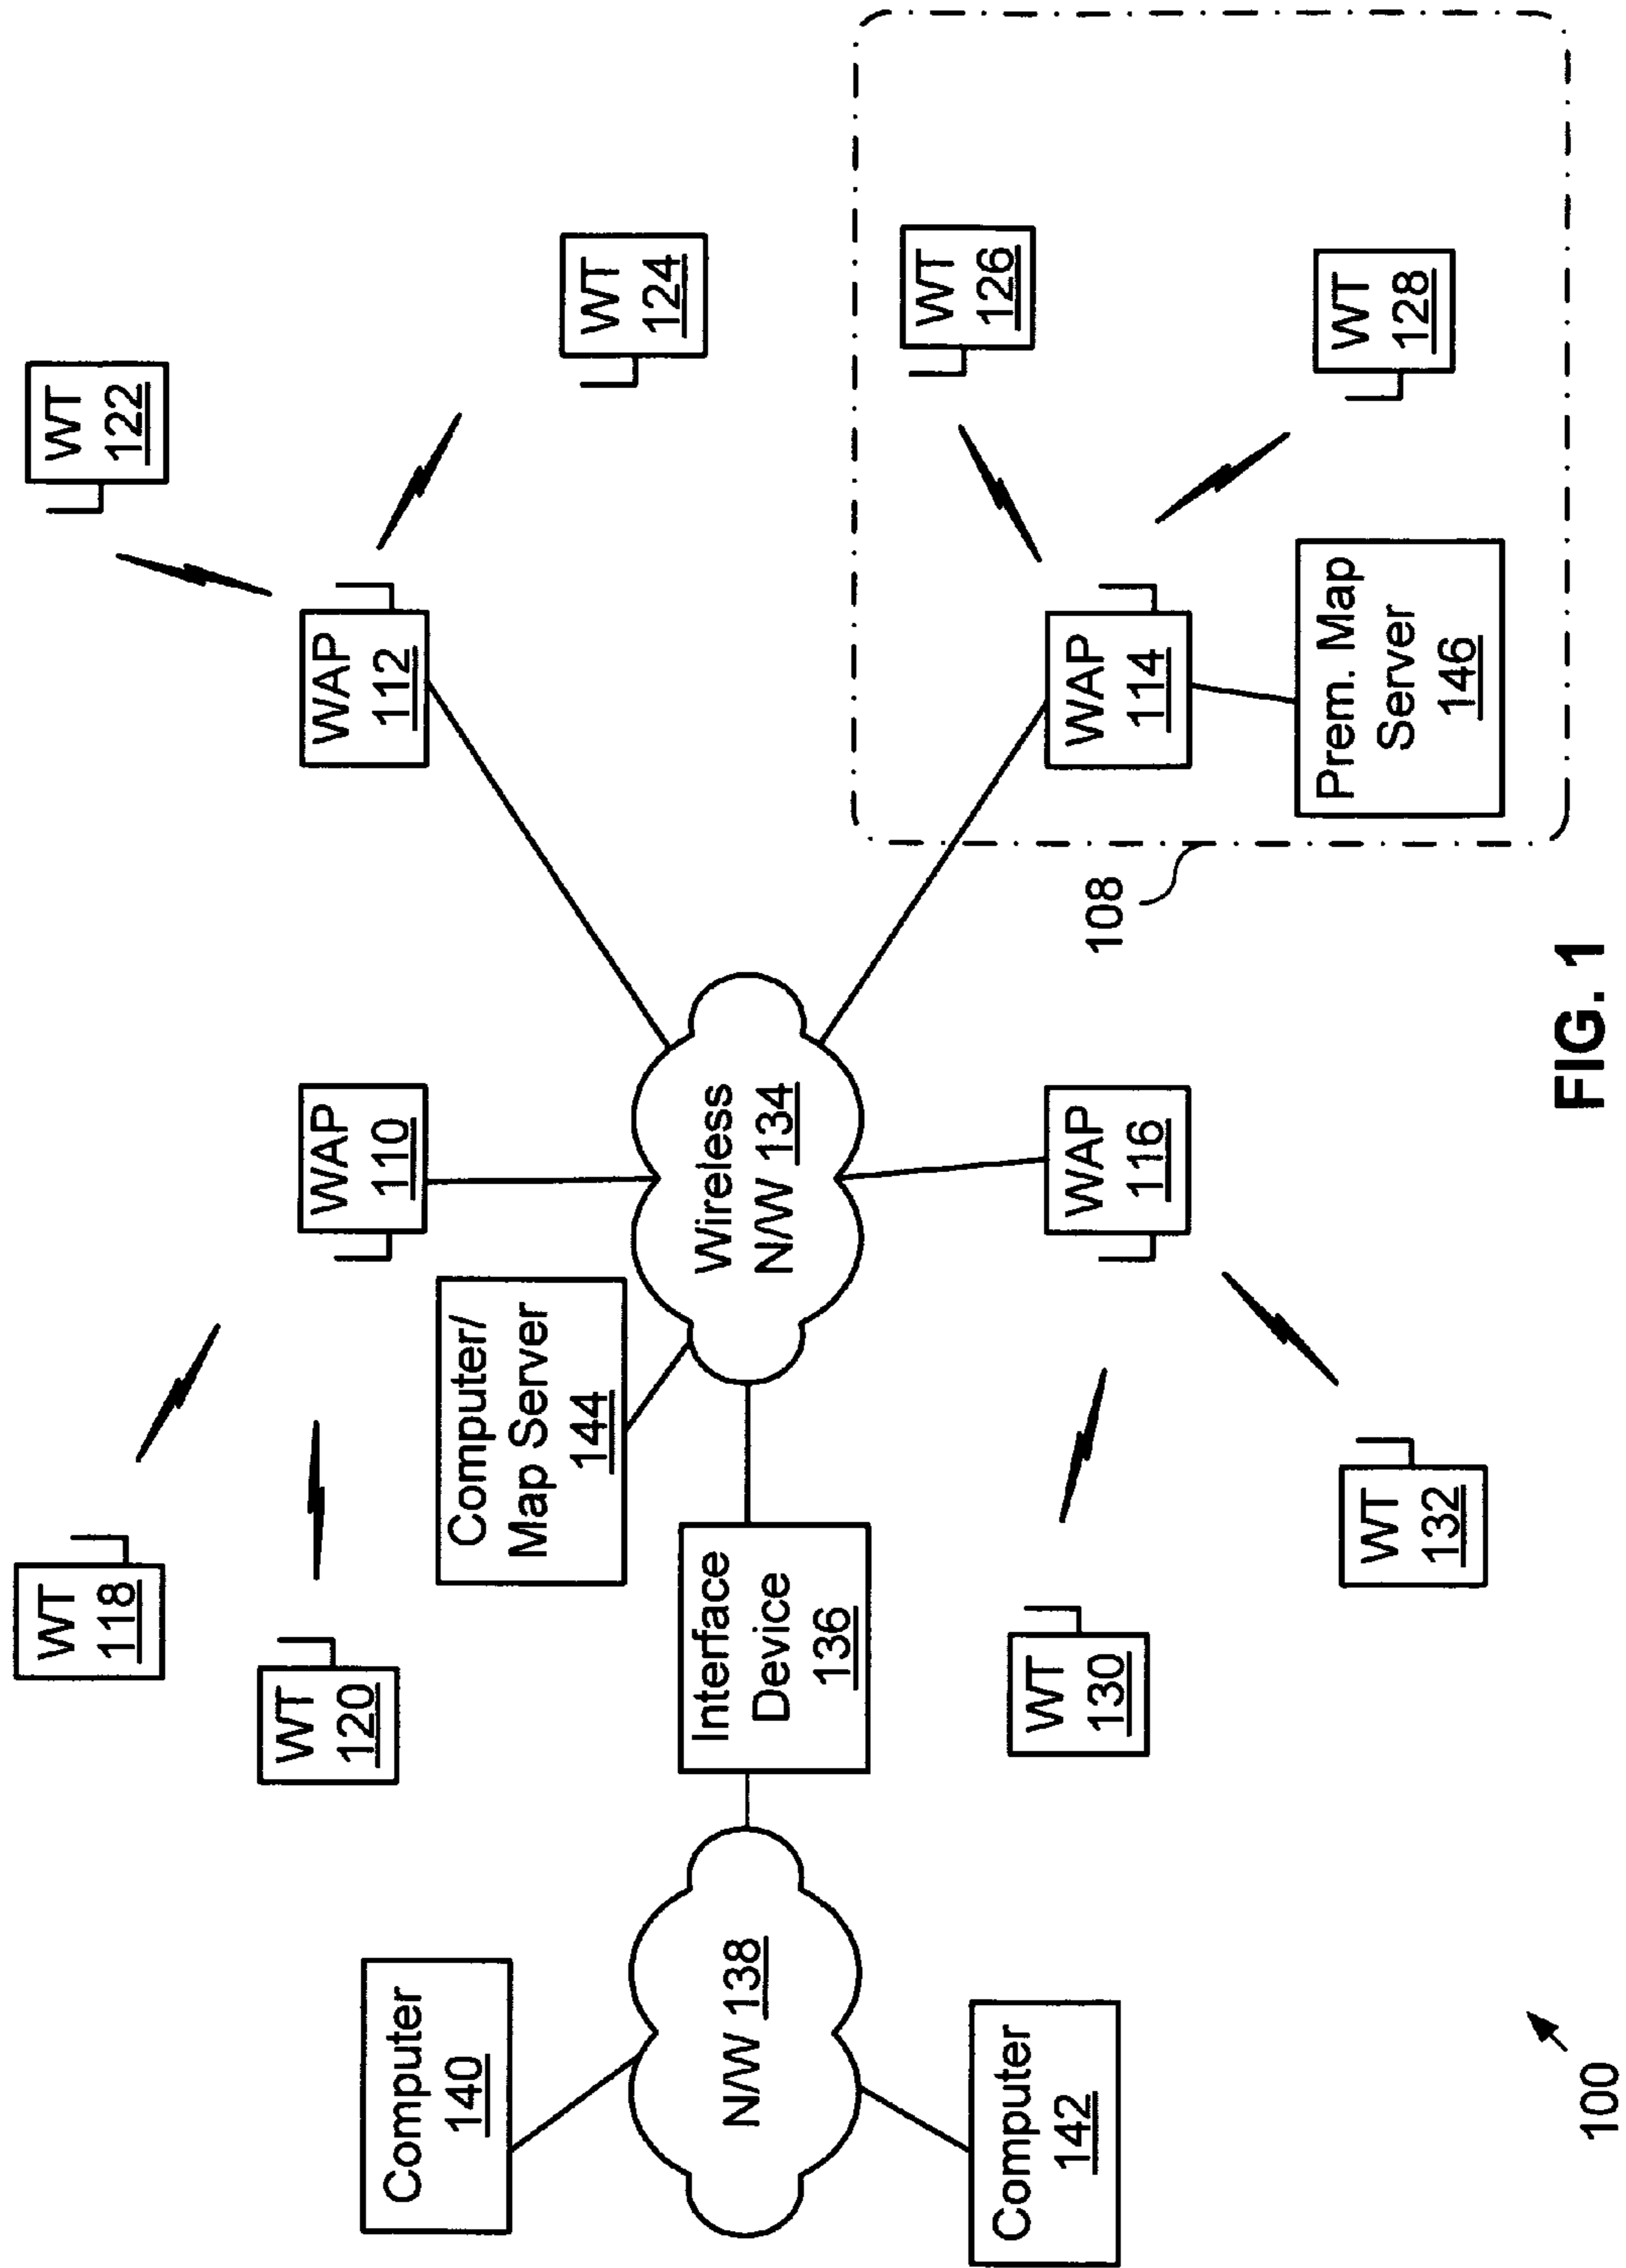 WT
118
WT
120
WAP
110
WAP
112
WT
122
WT
124
Computer
140
Computer/
Map Server
144
N/W 138
Interface
Device
136
Wireless
N/W 134
Computer
142
WT
130
WT
132
WAP
116
108
WAP
114
Prem. Map
Server
146
WT
126
WT
128
100
FIG. 1